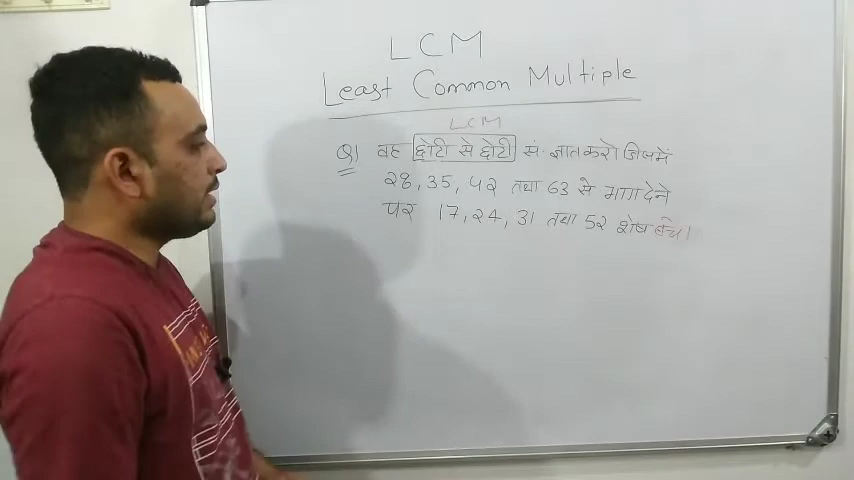 LCM
Least Common Multiple
LCM
Q1 वह छोटी से छोटी सं. ज्ञात करो जिसमें
28, 35, 42 तथा 63 से भाग देने
पर 17, 24, 31 तथा 52 शेष बचे।